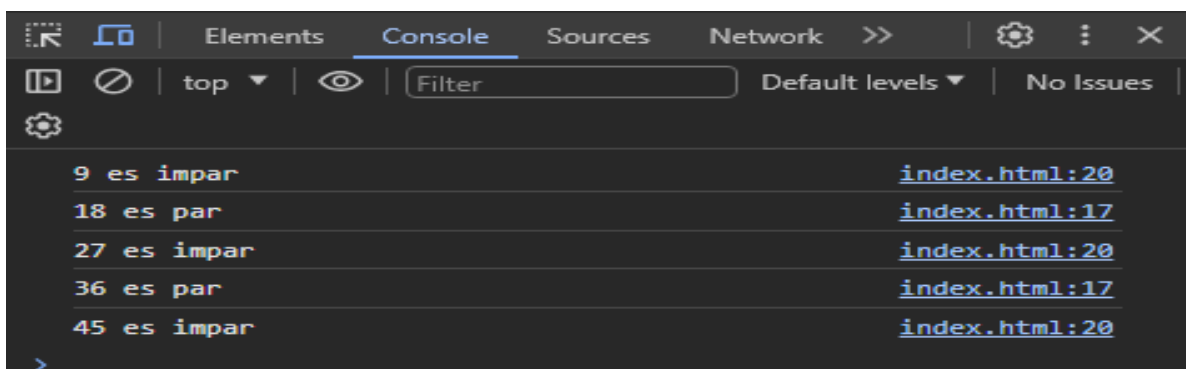 Elements Console Sources Network >>
top Filter Default levels No Issues
9 es impar index.html:20
18 es par index.html:17
27 es impar index.html:20
36 es par index.html:17
45 es impar index.html:20
>